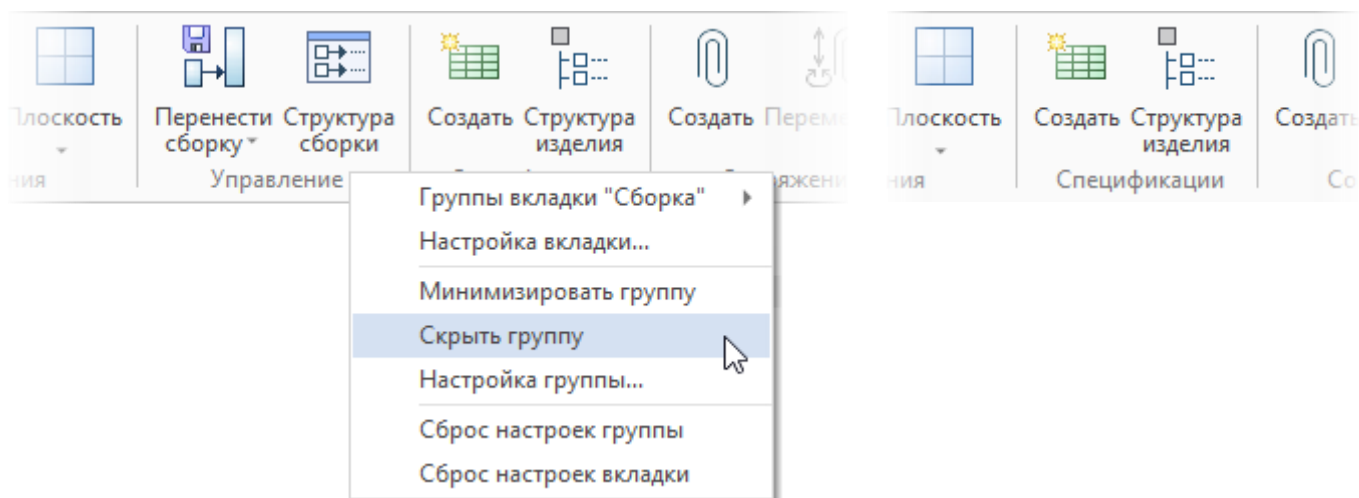 Плоскость
Перенести сборку
Структура сборки
Создать
Структура изделия
Создать
Управление
Группы вкладки "Сборка"
Настройка вкладки...
Минимизировать группу
Скрыть группу
Настройка группы...
Сброс настроек группы
Сброс настроек вкладки
Плоскость
Создать
Структура изделия
Создать
Спецификации